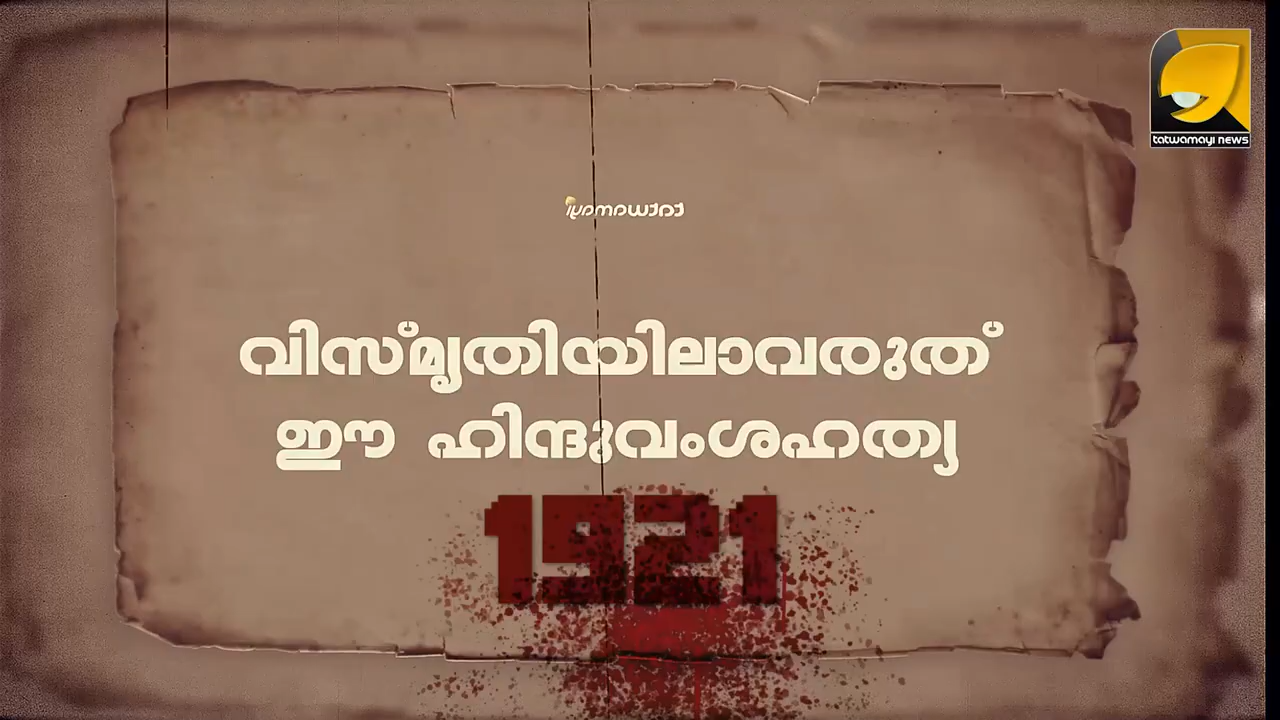 tatwamayi news
വിസ്മൃതിയിലാവരുത്
ഈ ഹിന്ദുവംശഹത്യ
1921